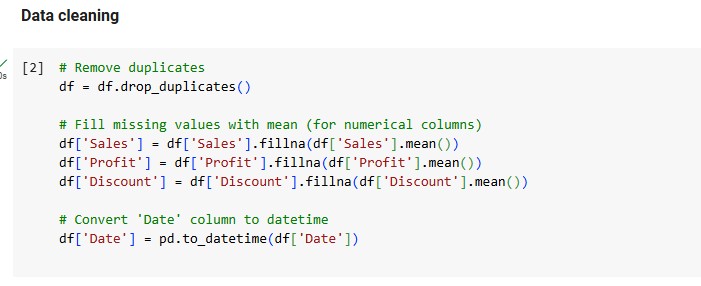 Data cleaning
[2] # Remove duplicates
df = df.drop_duplicates()
# Fill missing values with mean (for numerical columns)
df['Sales'] = df['Sales'].fillna(df['Sales'].mean())
df['Profit'] = df['Profit'].fillna(df['Profit'].mean())
df['Discount'] = df['Discount'].fillna(df['Discount'].mean())
# Convert 'Date' column to datetime
df['Date'] = pd.to_datetime(df['Date'])